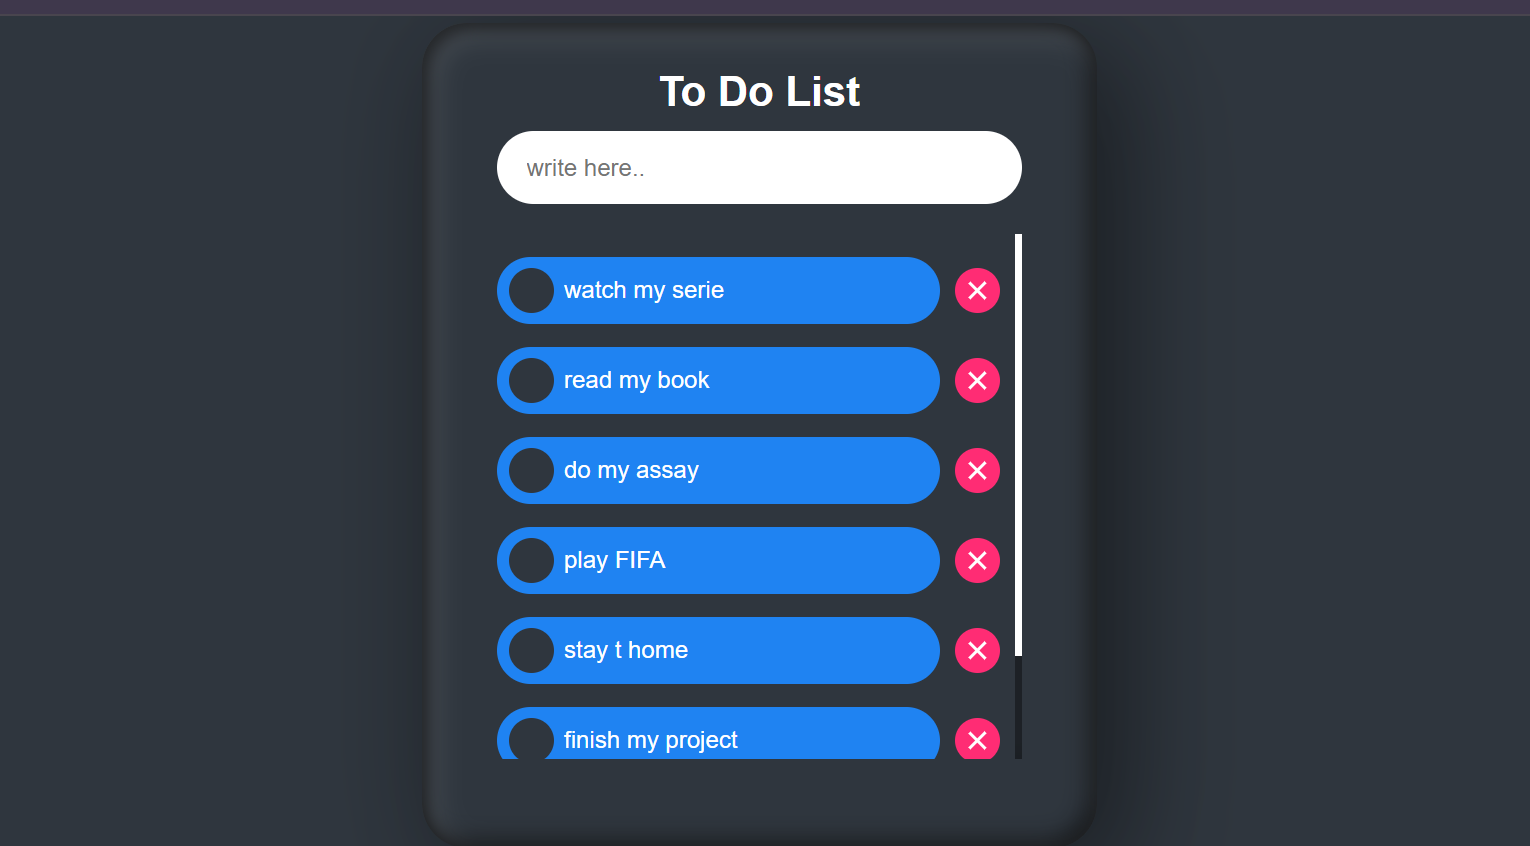 To Do List
write here..
watch my serie
read my book
do my assay
play FIFA
stay t home
finish my project